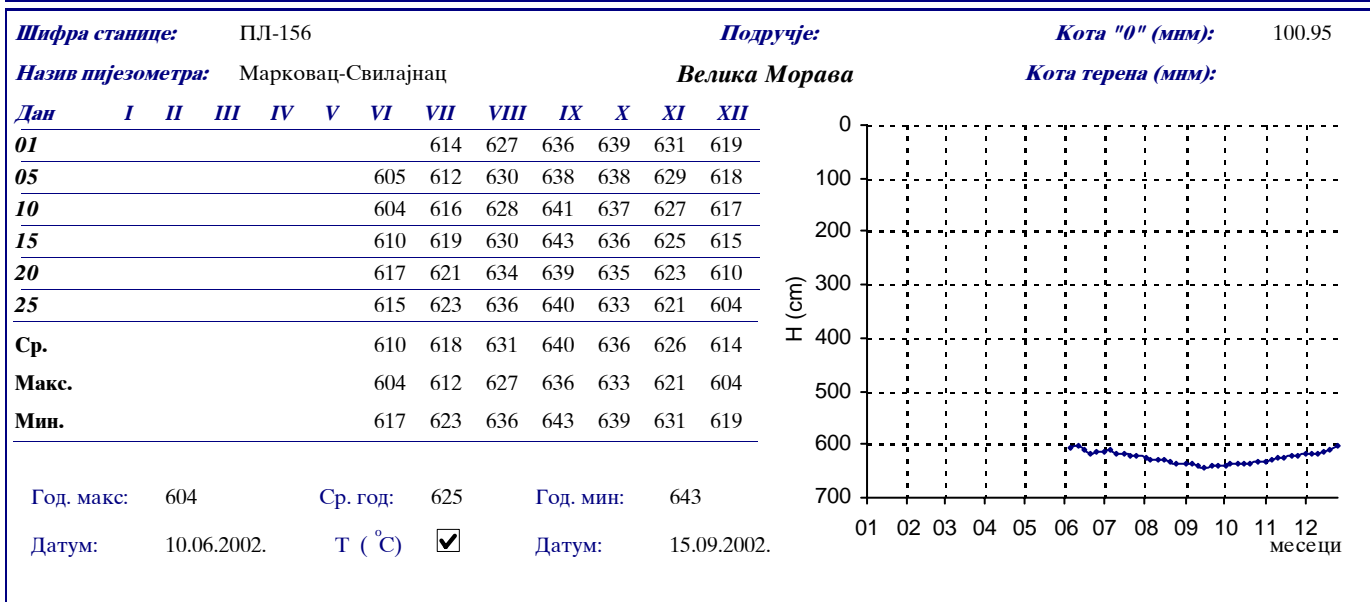 Шифра станице: ПЛ-156 Подручје: Кота "0" (мнм): 100.95
Назив пијезометра: Марковац-Свилајнац Велика Морава Кота терена (мнм):
Дан I II III IV V VI VII VIII IX X XI XII
01 614 627 636 639 631 619
05 605 612 630 638 638 629 618
10 604 616 628 641 637 627 617
15 610 619 630 643 636 625 615
20 617 621 634 639 635 623 610
25 615 623 636 640 633 621 604
Ср. 610 618 631 640 636 626 614
Макс. 604 612 627 636 633 621 604
Мин. 617 623 636 643 639 631 619
Год. макс: 604 Ср. год: 625 Год. мин: 643
Датум: 10.06.2002. Т (°C) Датум: 15.09.2002.
H (cm)
0
100
200
300
400
500
600
700
01 02 03 04 05 06 07 08 09 10 11 12
месеци